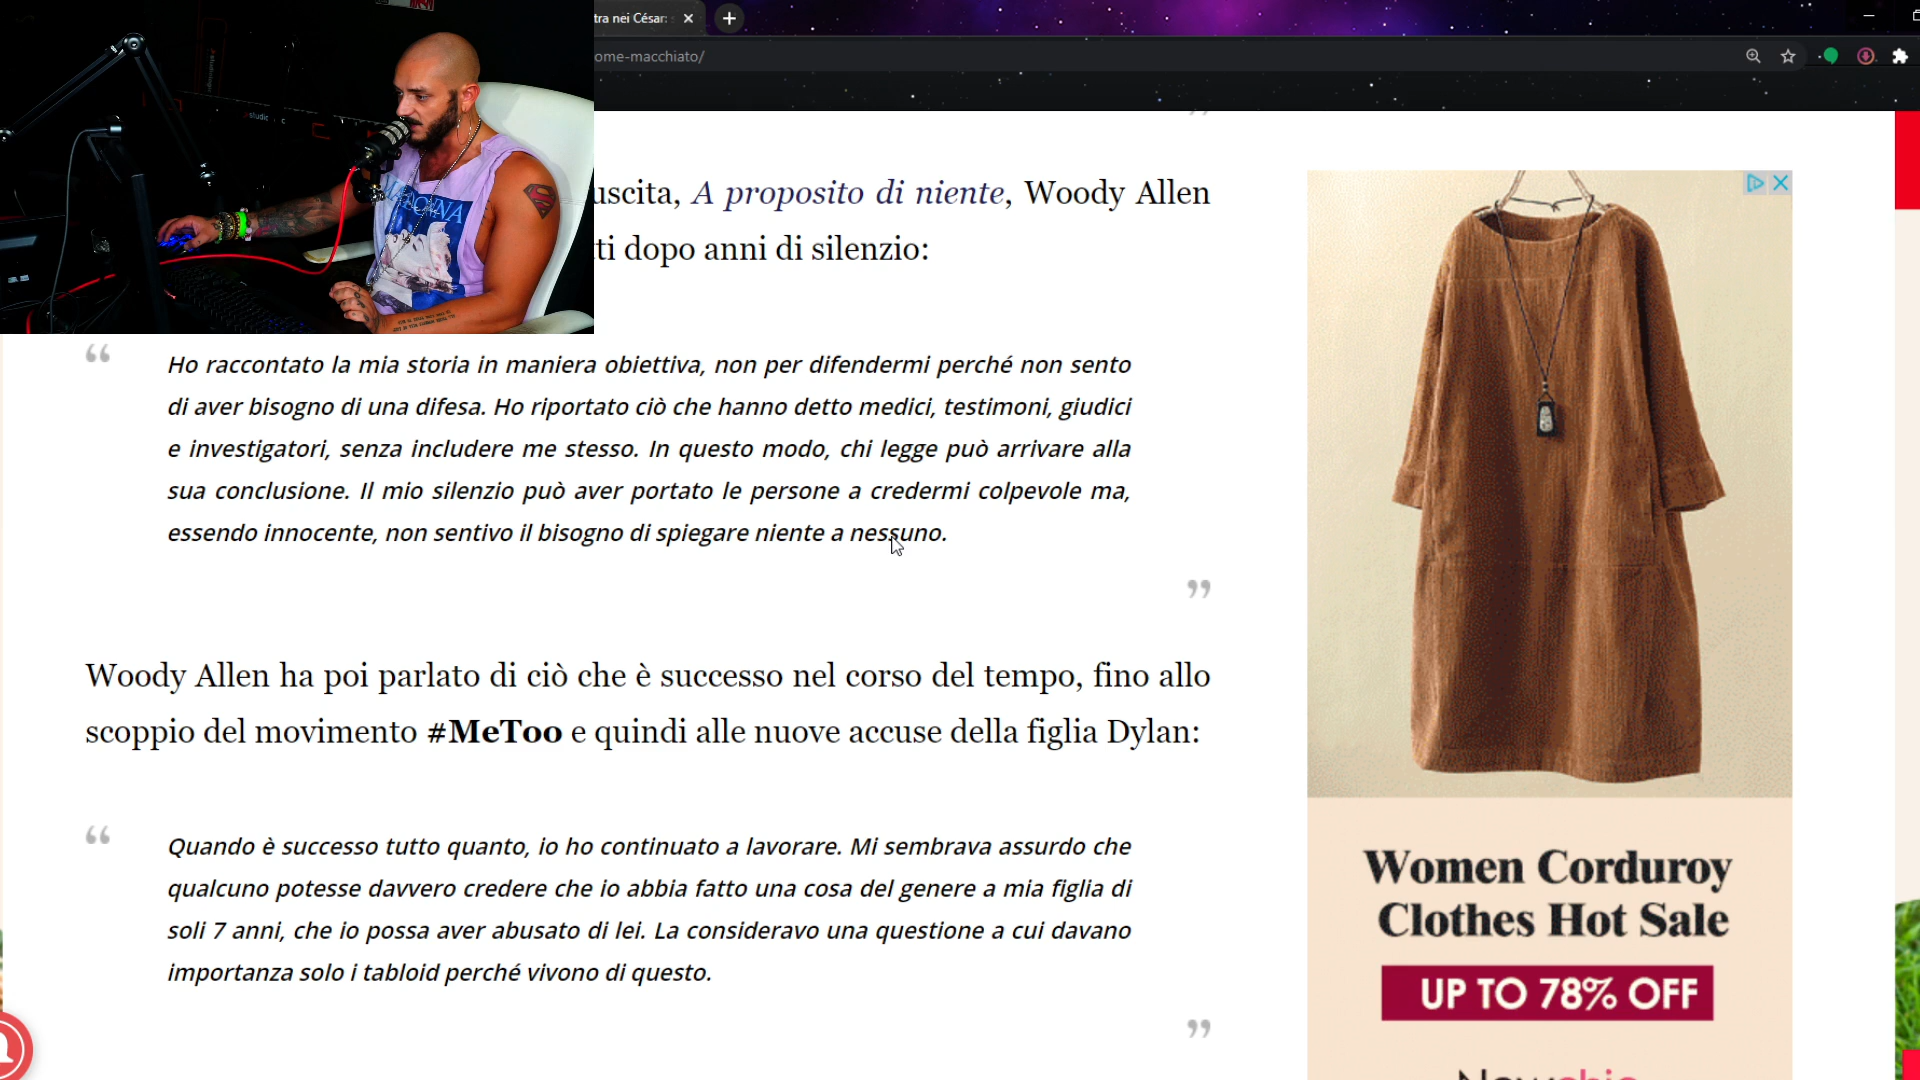 tra nei César:
ome-macchiato/
uscita, A proposito di niente, Woody Allen
ti dopo anni di silenzio:
“ Ho raccontato la mia storia in maniera obiettiva, non per difendermi perché non sento
di aver bisogno di una difesa. Ho riportato ciò che hanno detto medici, testimoni, giudici
e investigatori, senza includere me stesso. In questo modo, chi legge può arrivare alla
sua conclusione. Il mio silenzio può aver portato le persone a credermi colpevole ma,
essendo innocente, non sentivo il bisogno di spiegare niente a nessuno.
”
Woody Allen ha poi parlato di ciò che è successo nel corso del tempo, fino allo
scoppio del movimento #MeToo e quindi alle nuove accuse della figlia Dylan:
“ Quando è successo tutto quanto, io ho continuato a lavorare. Mi sembrava assurdo che
qualcuno potesse davvero credere che io abbia fatto una cosa del genere a mia figlia di
soli 7 anni, che io possa aver abusato di lei. La consideravo una questione a cui davano
importanza solo i tabloid perché vivono di questo.
”
Women Corduroy
Clothes Hot Sale
UP TO 78% OFF
Newchic